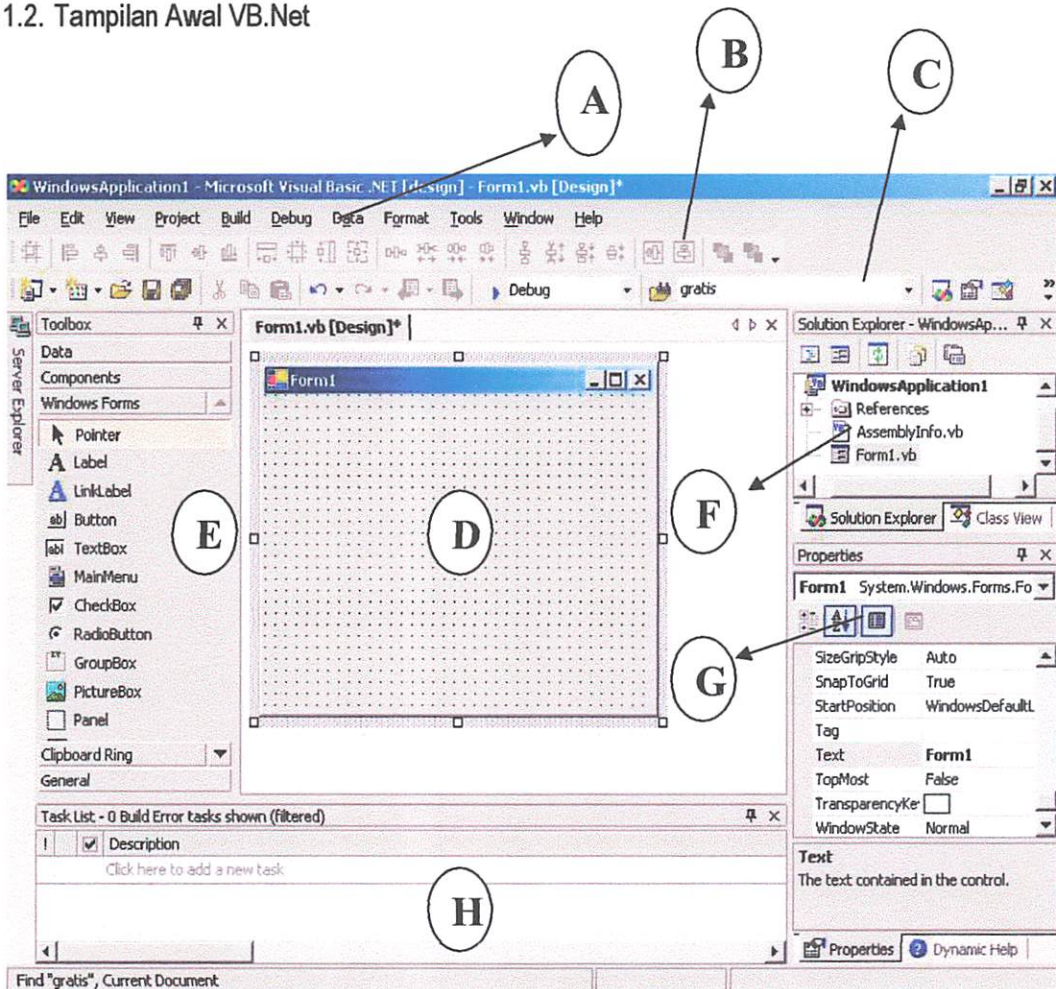 1.2. Tampilan Awal VB.Net
A
B
C
WindowsApplication1 - Microsoft Visual Basic .NET [design] - Form1.vb [Design]*
File Edit View Project Build Debug Data Format Tools Window Help
Debug gratis
Server Explorer
Toolbox
Data
Components
Windows Forms
Pointer
Label
LinkLabel
Button
TextBox
MainMenu
CheckBox
RadioButton
GroupBox
PictureBox
Panel
Clipboard Ring
General
E
Form1.vb [Design]*
Form1
D
F
G
Solution Explorer - WindowsAp...
WindowsApplication1
References
AssemblyInfo.vb
Form1.vb
Solution Explorer Class View
Properties
Form1 System.Windows.Forms.Fo
SizeGripStyle Auto
SnapToGrid True
StartPosition WindowsDefaultL
Tag
Text Form1
TopMost False
TransparencyKe
WindowState Normal
Text
The text contained in the control.
Properties Dynamic Help
Task List - 0 Build Error tasks shown (filtered)
! Description
Click here to add a new task
H
Find "gratis", Current Document